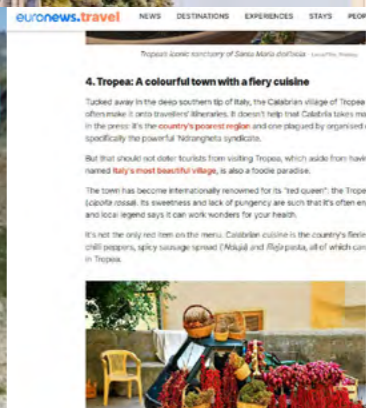 euronews.travel NEWS DESTINATIONS EXPERIENCES STAYS PEOP
Tropea's iconic sanctuary of Santa Maria dell'Isola -
4. Tropea: A colourful town with a fiery cuisine
Tucked away in the deep southern tip of Italy, the Calabrian village of Tropea
often make it onto travellers' itineraries. It doesn't help that Calabria takes ma
in the press: it's the country's poorest region and one plagued by organised
specifically the powerful 'Ndrangheta syndicate.
But that should not deter tourists from visiting Tropea, which aside from havin
named Italy's most beautiful village, is also a foodie paradise.
The town has become internationally renowned for its "red queen": the Trope
(cipolla rossa). Its sweetness and lack of pungency are such that it's often en
and local legend says it can work wonders for your health.
It's not the only red item on the menu. Calabrian cuisine is the country's fierie
chilli peppers, spicy sausage spread ('Nduja) and fileja pasta, all of which can
in Tropea.